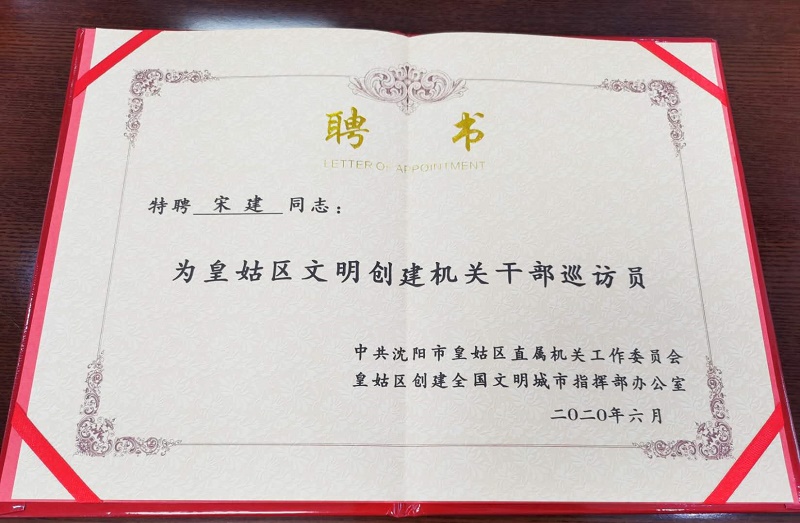 聘书
LETTER OF APPOINTMENT
特聘 宋建 同志：
为皇姑区文明创建机关干部巡访员
中共沈阳市皇姑区直属机关工作委员会
皇姑区创建全国文明城市指挥部办公室
二〇二〇年六月